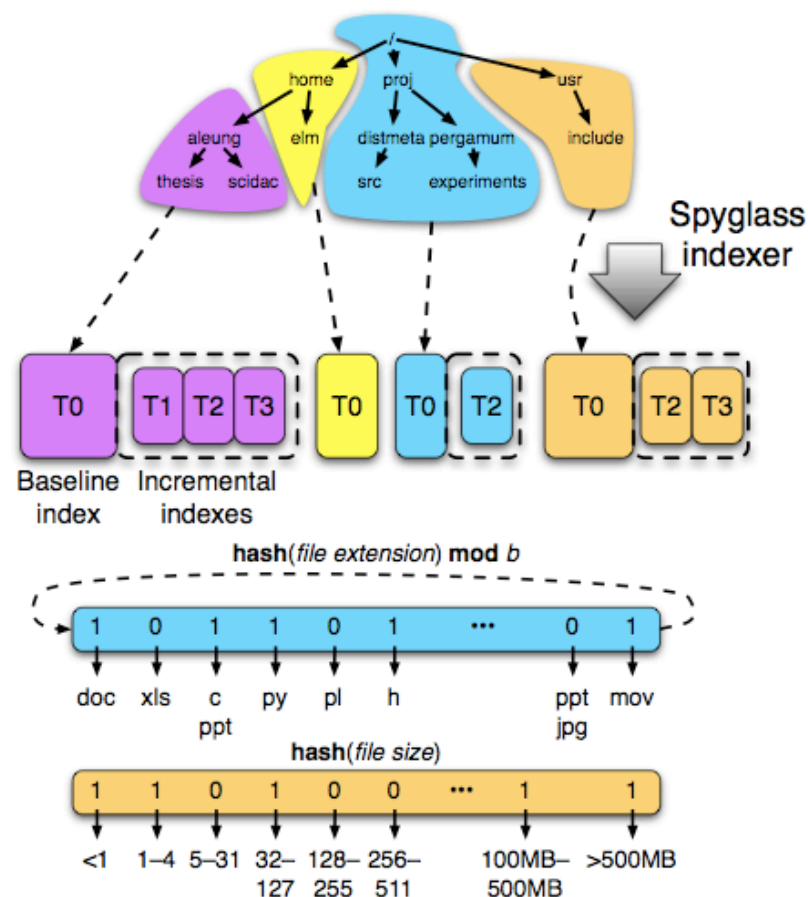 /
home proj usr
aleung elm distmeta pergamum include
thesis scidac src experiments
Spyglass
indexer
T0 T1 T2 T3 T0 T0 T2 T0 T2 T3
Baseline Incremental
index indexes
hash(file extension) mod b
1 0 1 1 0 1 ••• 0 1
doc xls c py pl h ppt mov
ppt jpg
hash(file size)
1 1 0 1 0 0 ••• 1 1
<1 1–4 5–31 32– 128– 256– 100MB– >500MB
127 255 511 500MB